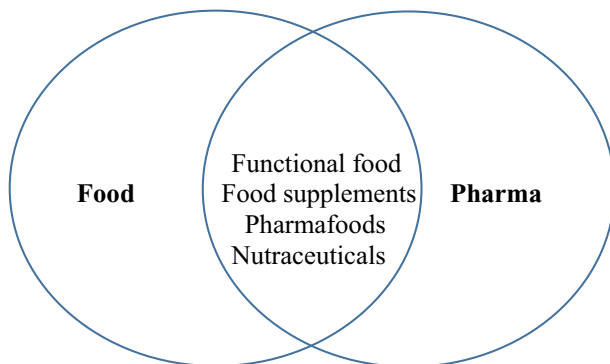 Food
Functional food
Food supplements
Pharmafoods
Nutraceuticals
Pharma